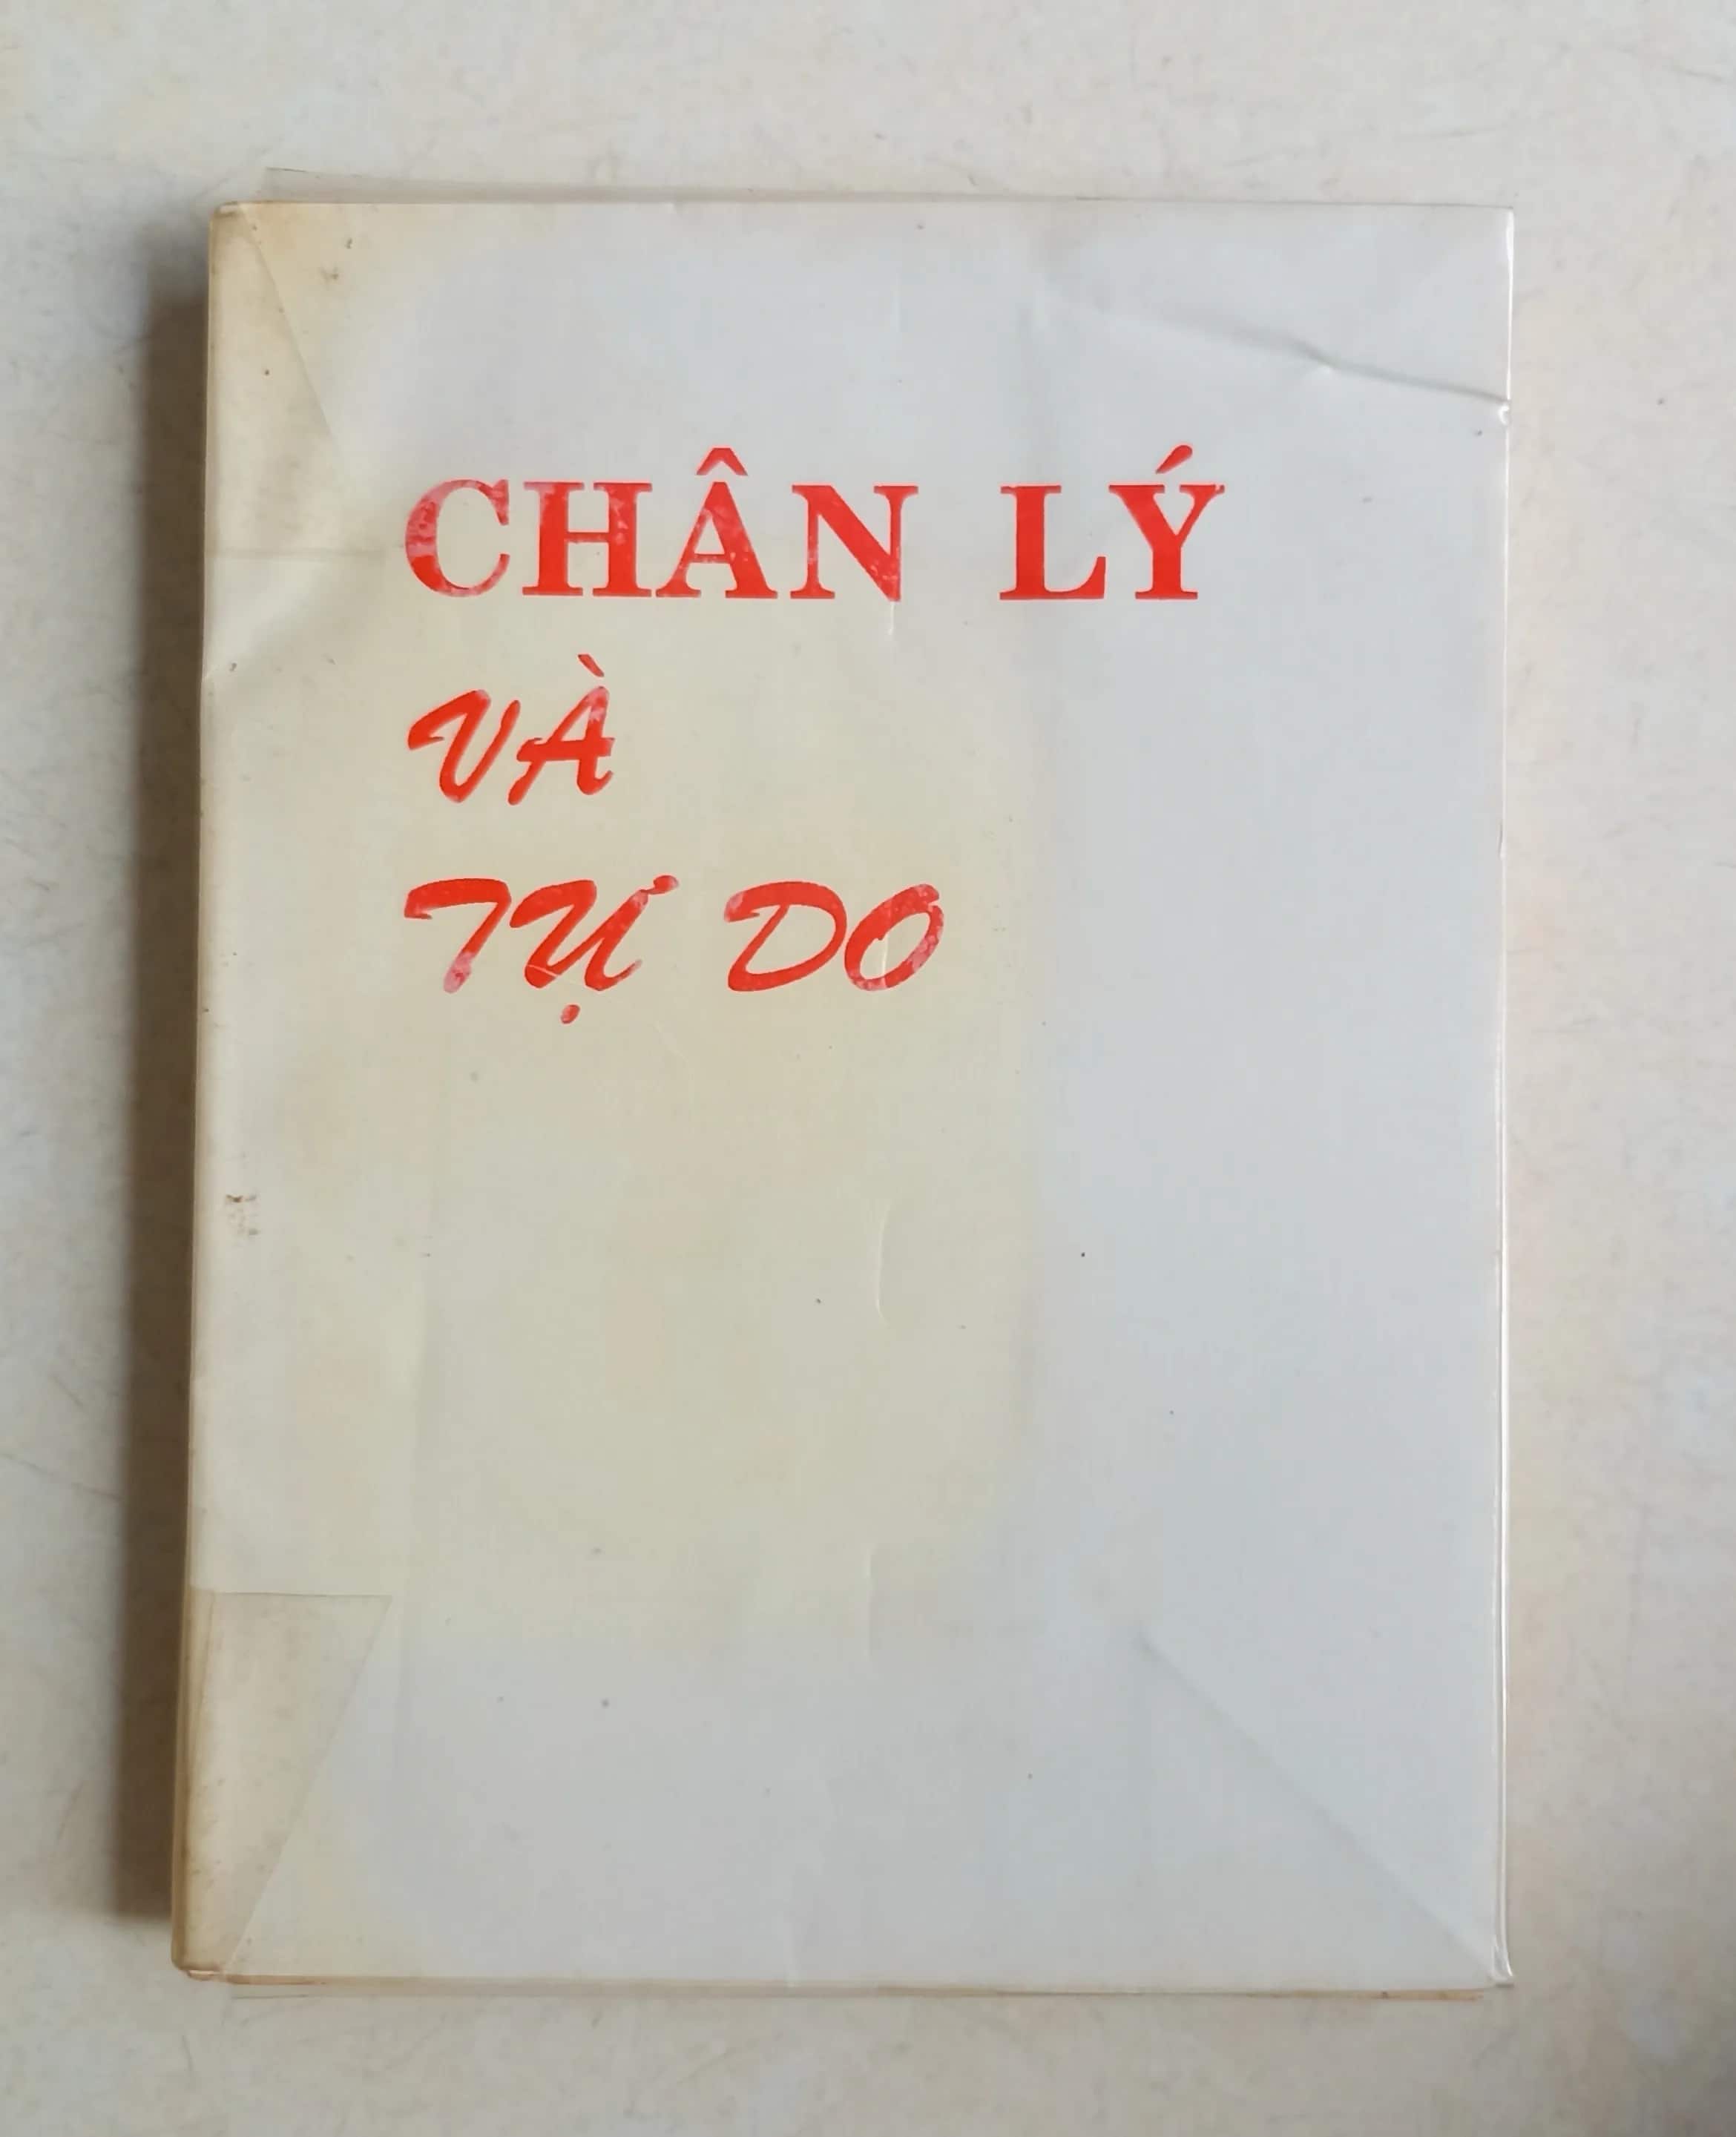 CHÂN LÝ
VÀ
TỰ DO